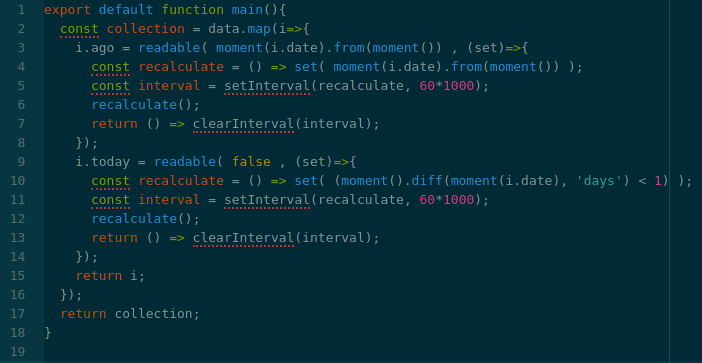 1 export default function main(){
2   const collection = data.map(i=>{
3     i.ago = readable( moment(i.date).from(moment()) , (set)=>{
4       const recalculate = () => set( moment(i.date).from(moment()) );
5       const interval = setInterval(recalculate, 60*1000);
6       recalculate();
7       return () => clearInterval(interval);
8     });
9     i.today = readable( false , (set)=>{
10       const recalculate = () => set( (moment().diff(moment(i.date), 'days') < 1) );
11       const interval = setInterval(recalculate, 60*1000);
12       recalculate();
13       return () => clearInterval(interval);
14     });
15     return i;
16   });
17   return collection;
18 }
19